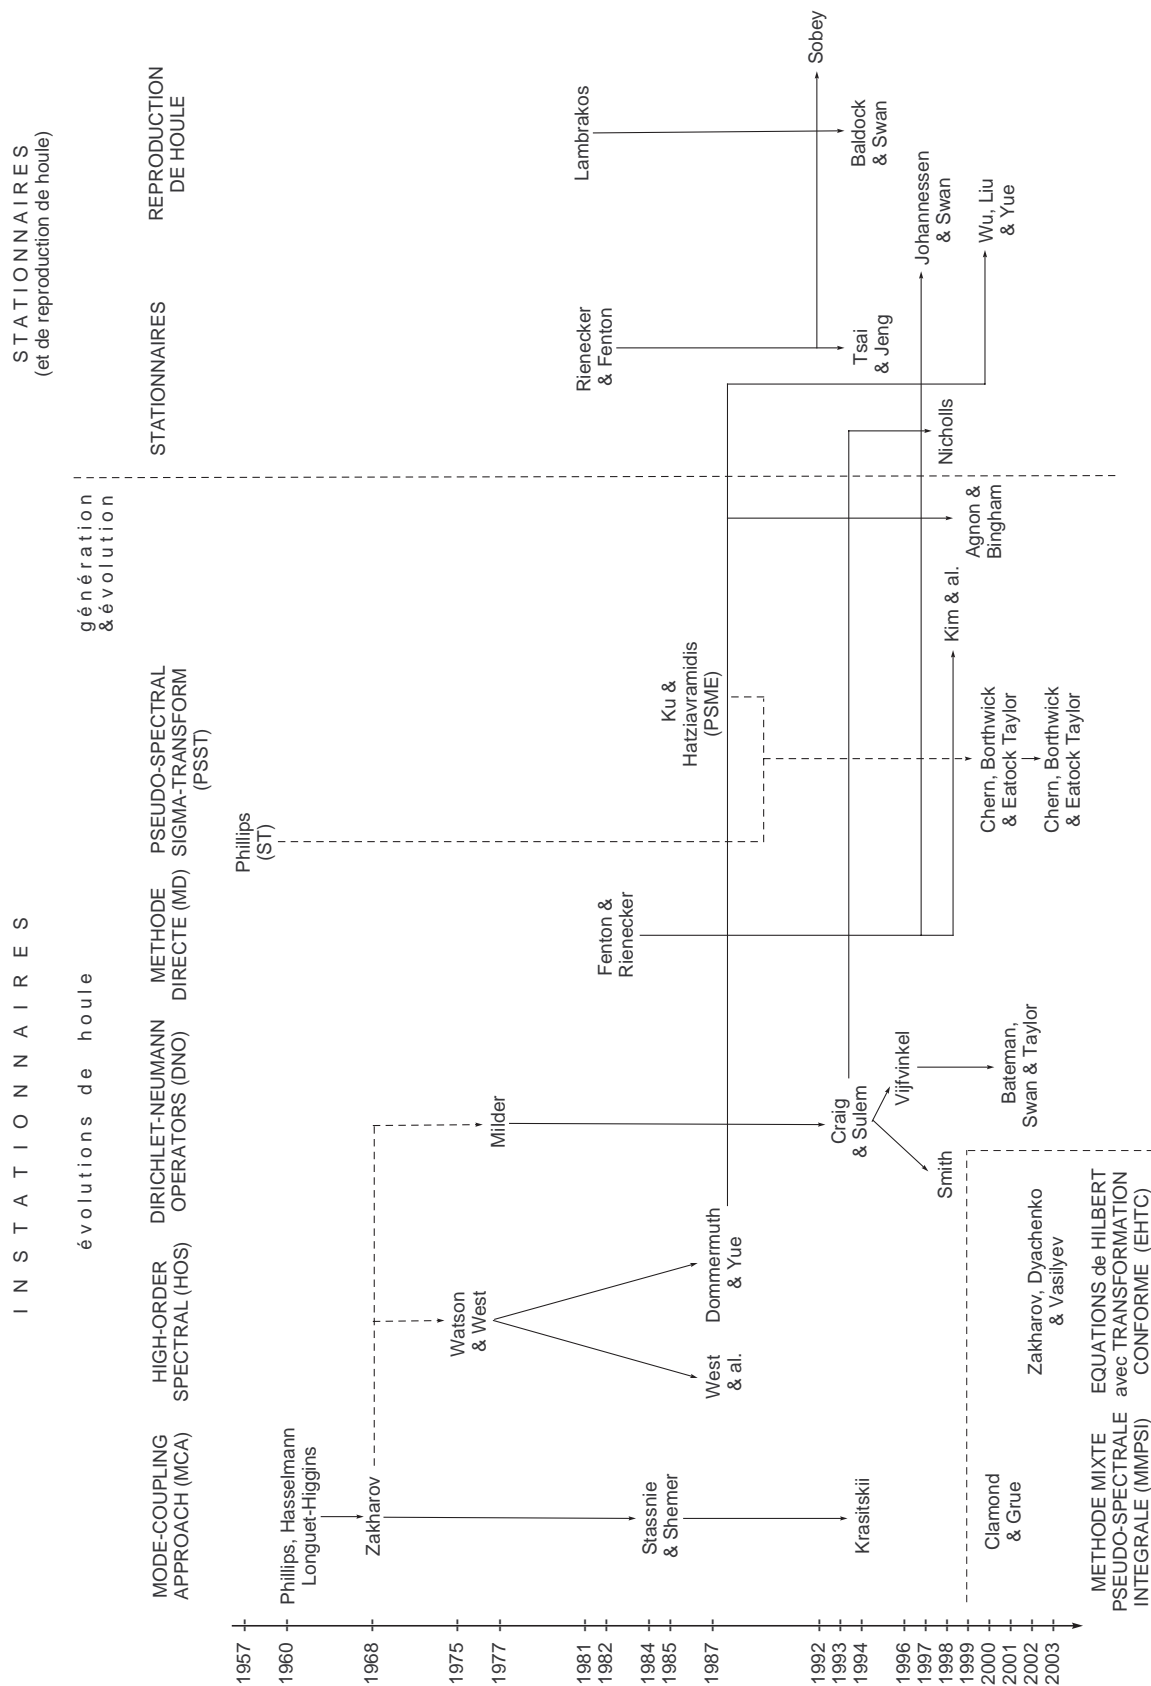 I N S T A T I O N N A I R E S
S T A T I O N N A I R E S
(et de reproduction de houle)
évolutions de houle
génération
& évolution
MODE-COUPLING
APPROACH (MCA)
HIGH-ORDER
SPECTRAL (HOS)
DIRICHLET-NEUMANN
OPERATORS (DNO)
METHODE
DIRECTE (MD)
PSEUDO-SPECTRAL
SIGMA-TRANSFORM
(PSST)
STATIONNAIRES
REPRODUCTION
DE HOULE
1957
1960
1968
1975
1977
1981
1982
1984
1985
1987
1992
1993
1994
1996
1997
1998
1999
2000
2001
2002
2003
Phillips
(ST)
Phillips, Hasselmann
Longuet-Higgins
Zakharov
Watson
& West
Milder
Rienecker
& Fenton
Lambrakos
Fenton &
Rienecker
Stassnie
& Shemer
Ku &
Hatziavramidis
(PSME)
West
& al.
Dommermuth
& Yue
Sobey
Craig
& Sulem
Krasitskii
Tsai
& Jeng
Baldock
& Swan
Vijfvinkel
Johannessen
& Swan
Smith
Nicholls
Kim & al.
Agnon &
Bingham
Chern, Borthwick
& Eatock Taylor
Wu, Liu
& Yue
Clamond
& Grue
Bateman,
Swan & Taylor
Zakharov, Dyachenko
& Vasilyev
Chern, Borthwick
& Eatock Taylor
METHODE MIXTE
PSEUDO-SPECTRALE
INTEGRALE (MMPSI)
EQUATIONS de HILBERT
avec TRANSFORMATION
CONFORME (EHTC)